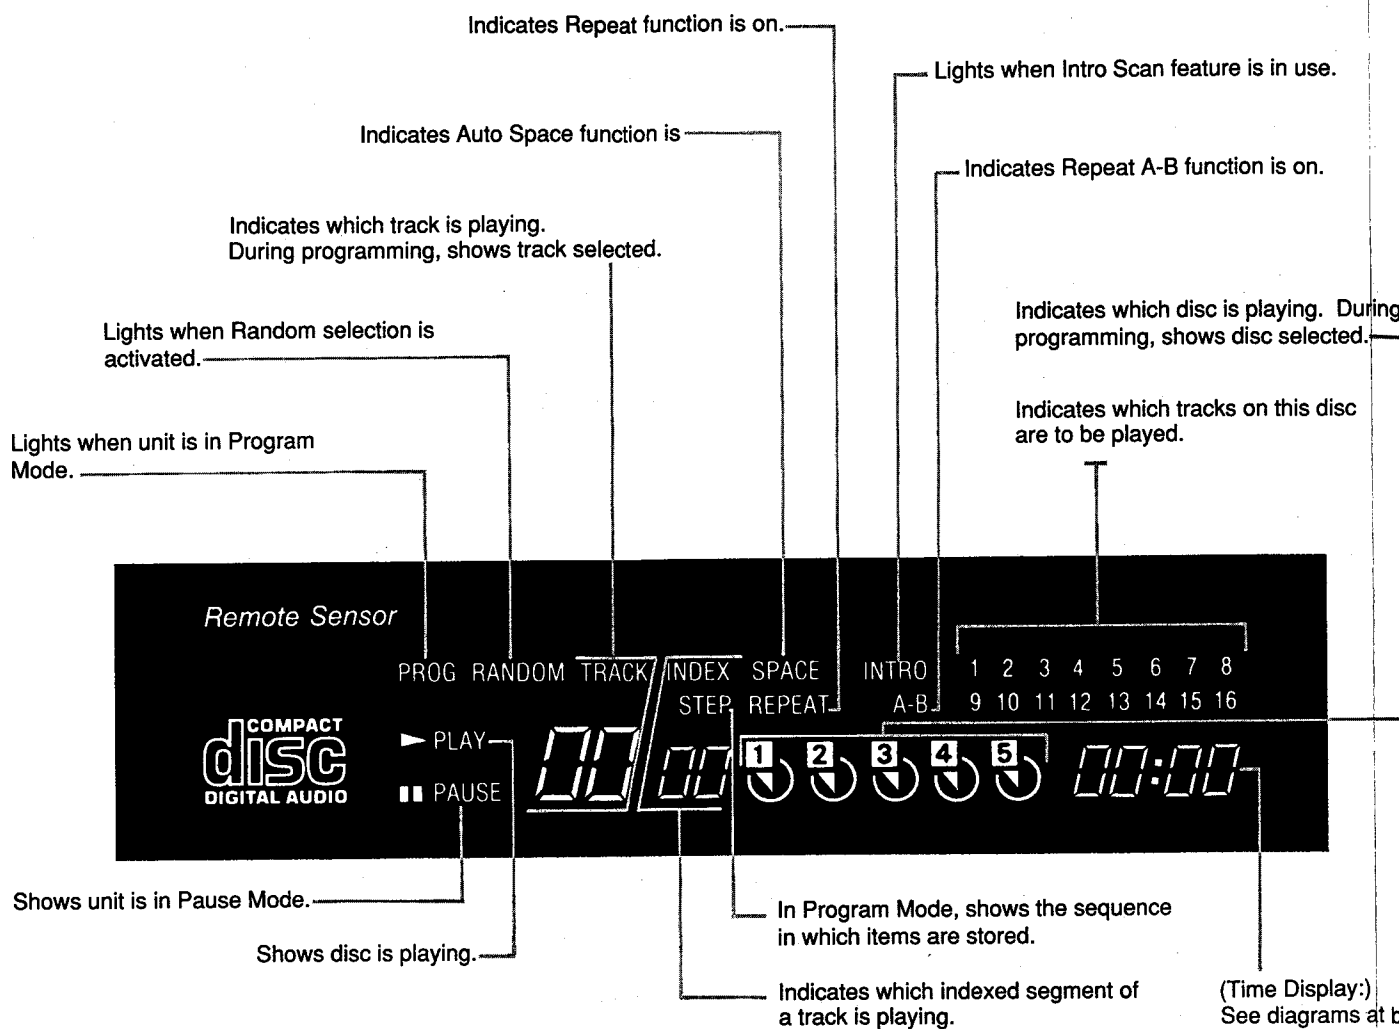 Indicates Repeat function is on.
Lights when Intro Scan feature is in use.
Indicates Auto Space function is
Indicates Repeat A-B function is on.
Indicates which track is playing.
During programming, shows track selected.
Indicates which disc is playing. During
programming, shows disc selected.
Lights when Random selection is
activated.
Indicates which tracks on this disc
are to be played.
Lights when unit is in Program
Mode.
Remote Sensor
PROG RANDOM TRACK INDEX SPACE INTRO 1 2 3 4 5 6 7 8
STEP REPEAT A-B 9 10 11 12 13 14 15 16
COMPACT
disc
DIGITAL AUDIO
► PLAY
▮▮ PAUSE
00 00 1 2 3 4 5 00:00
Shows unit is in Pause Mode.
Shows disc is playing.
In Program Mode, shows the sequence
in which items are stored.
Indicates which indexed segment of
a track is playing.
(Time Display:)
See diagrams at